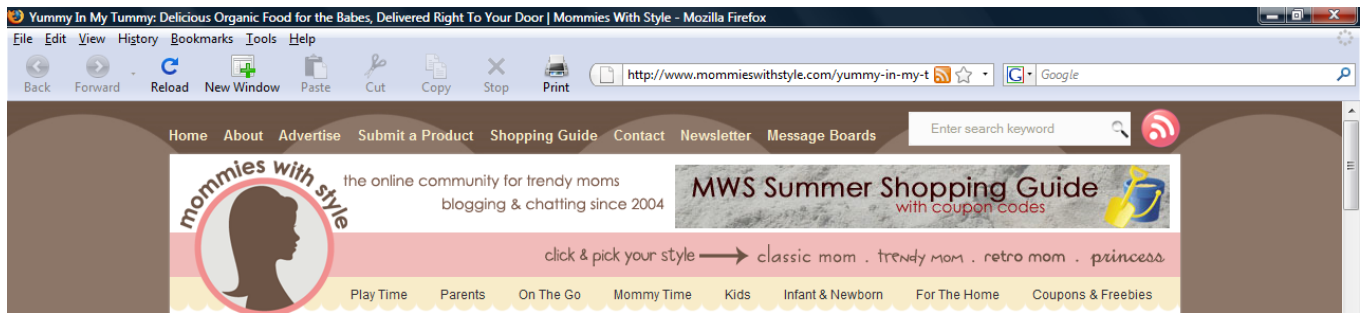 Yummy In My Tummy: Delicious Organic Food for the Babes, Delivered Right To Your Door | Mommies With Style - Mozilla Firefox
File Edit View History Bookmarks Tools Help
Back Forward Reload New Window Paste Cut Copy Stop Print http://www.mommieswithstyle.com/yummy-in-my-t G Google
Home About Advertise Submit a Product Shopping Guide Contact Newsletter Message Boards Enter search keyword
mommies with style
the online community for trendy moms
blogging & chatting since 2004
MWS Summer Shopping Guide
with coupon codes
click & pick your style classic mom . trendy mom . retro mom . princess
Play Time Parents On The Go Mommy Time Kids Infant & Newborn For The Home Coupons & Freebies